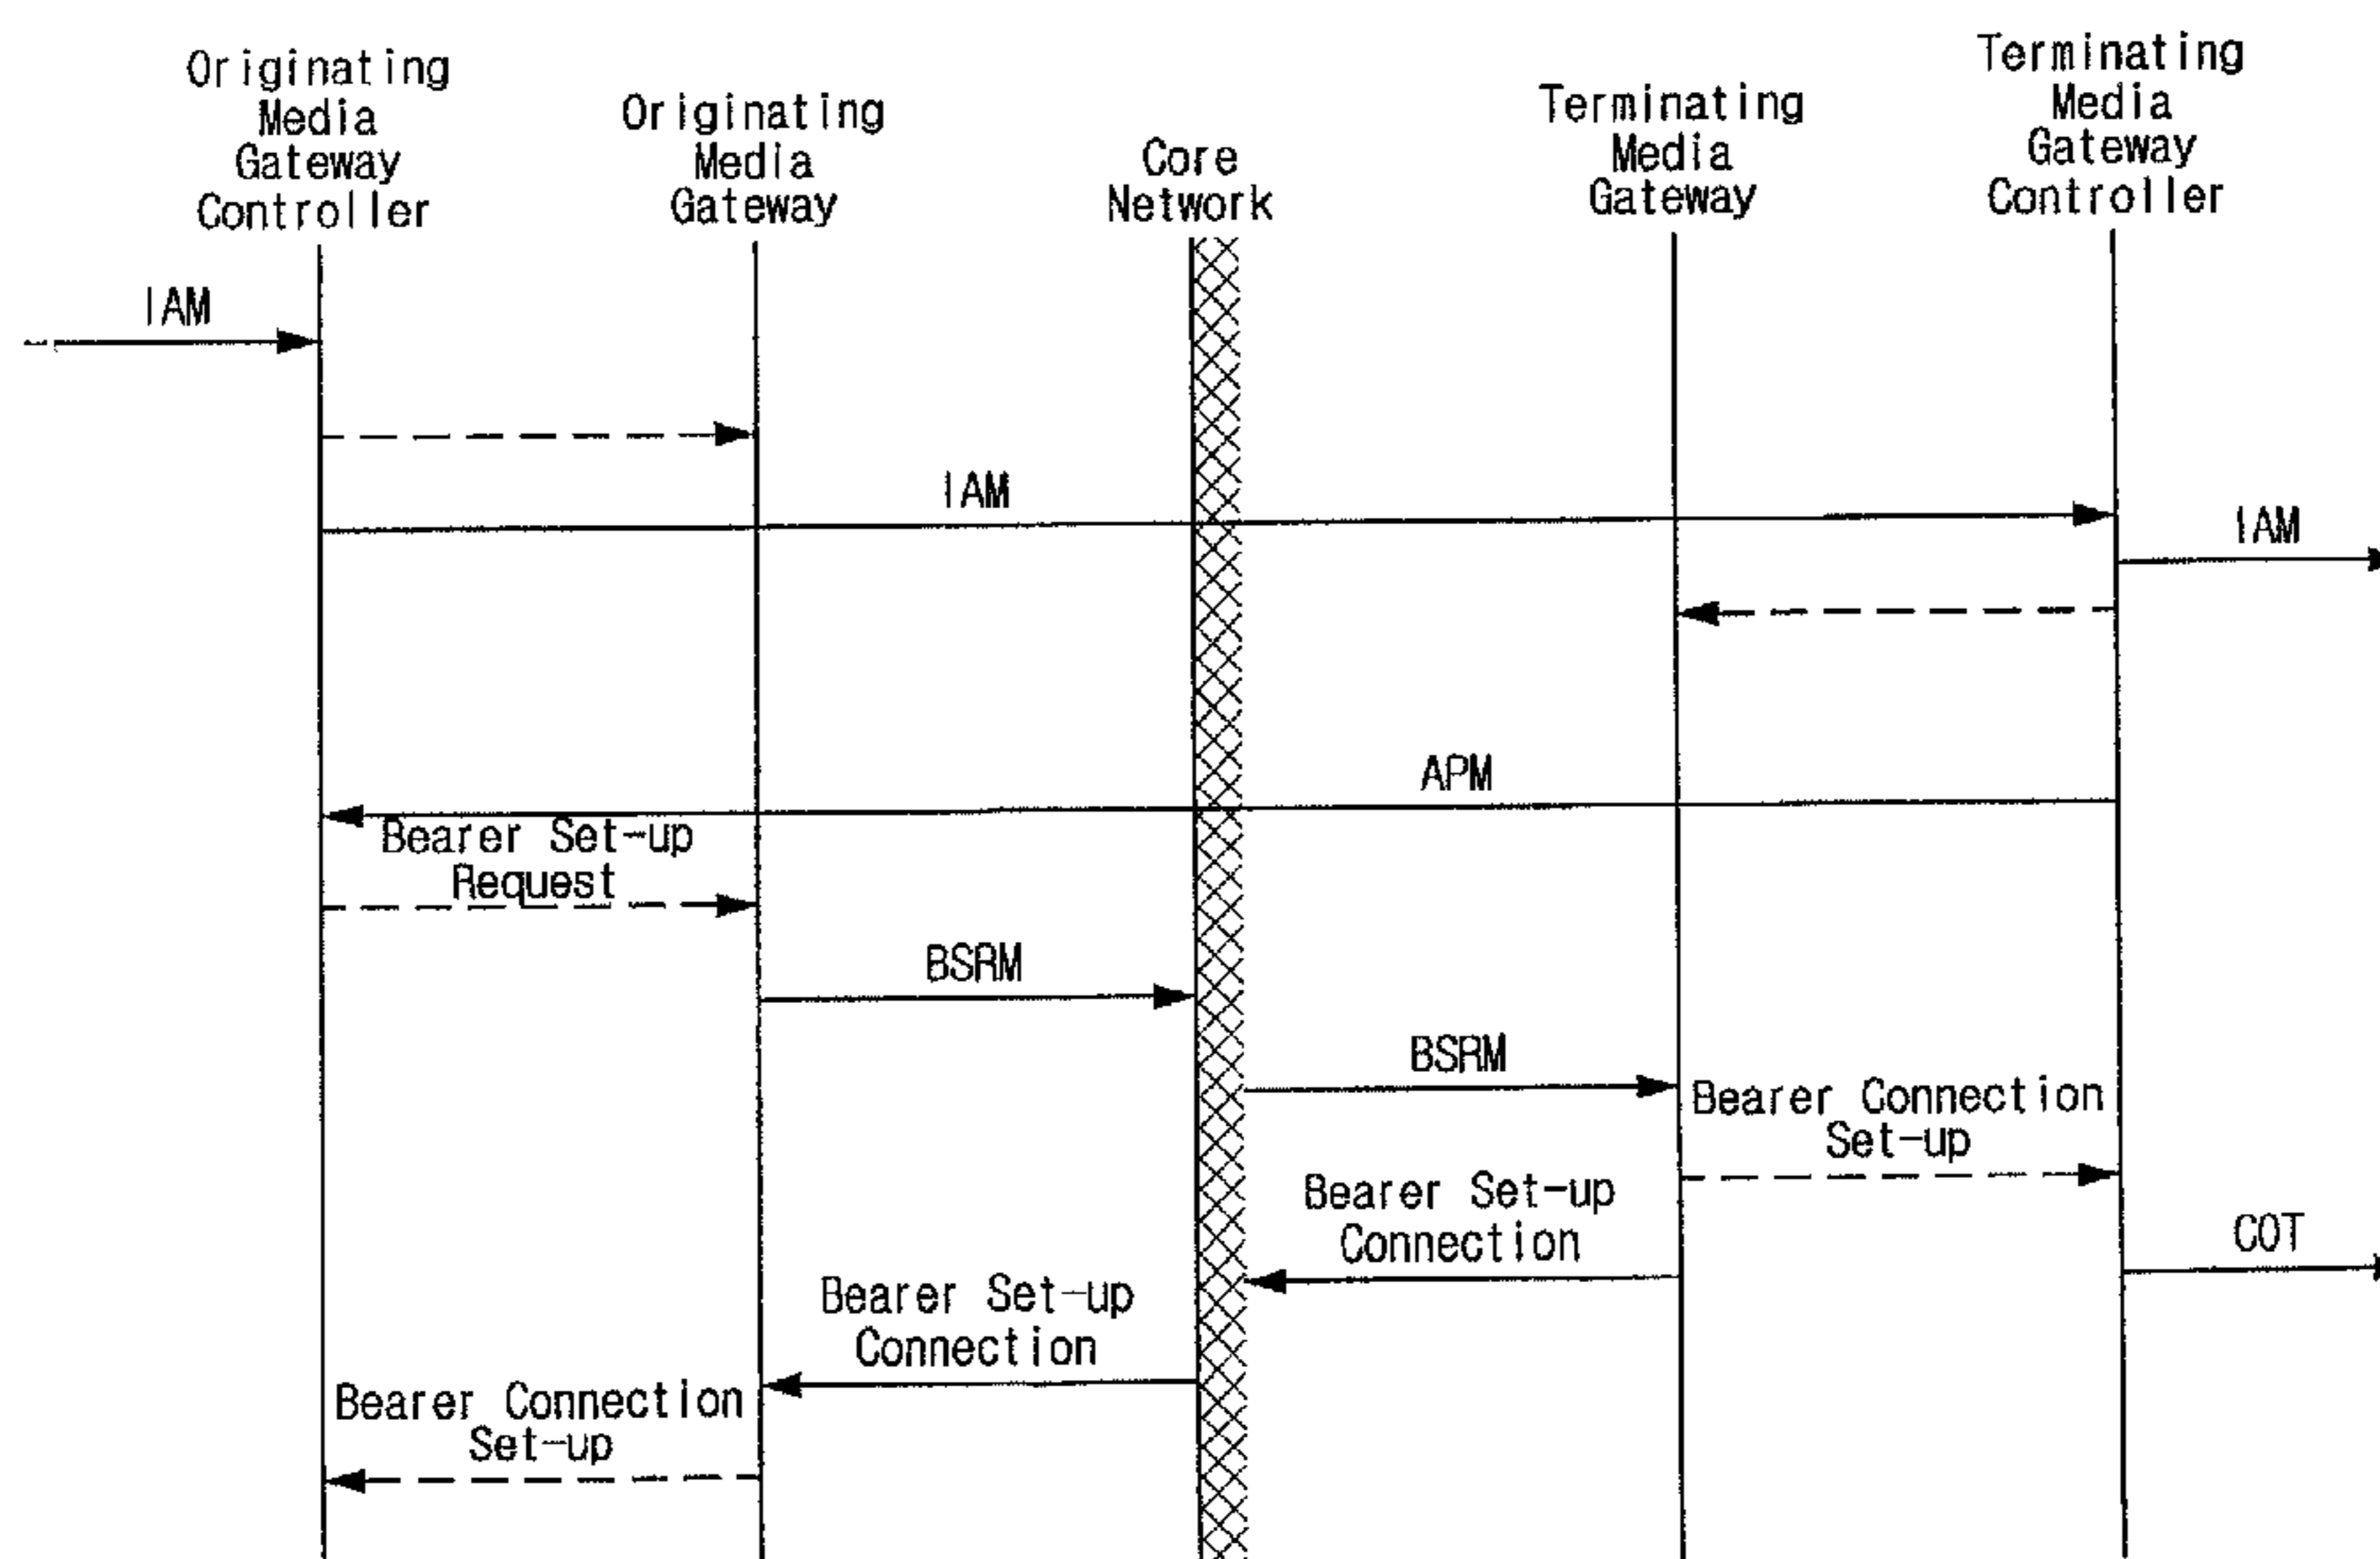 Originating
Media
Gateway
Controller
Originating
Media
Gateway
Core
Network
Terminating
Media
Gateway
Terminating
Media
Gateway
Controller
IAM
IAM
IAM
APM
Bearer Set-up
Request
BSRM
BSRM
Bearer Connection
Set-up
Bearer Set-up
Connection
COT
Bearer Set-up
Connection
Bearer Connection
Set-up